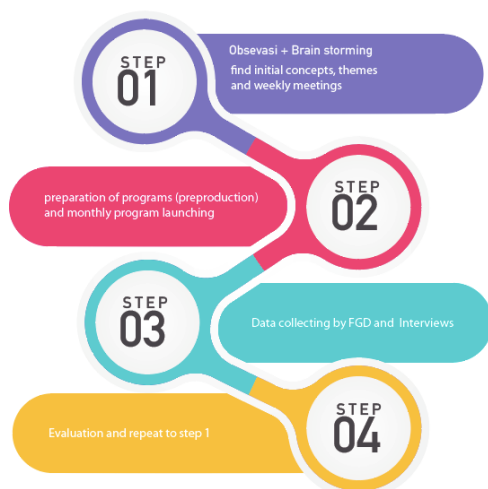 STEP
01
Obsevasi + Brain storming
find initial concepts, themes
and weekly meetings
preparation of programs (preproduction)
and monthly program launching
STEP
02
STEP
03
Data collecting by FGD and Interviews
Evaluation and repeat to step 1
STEP
04